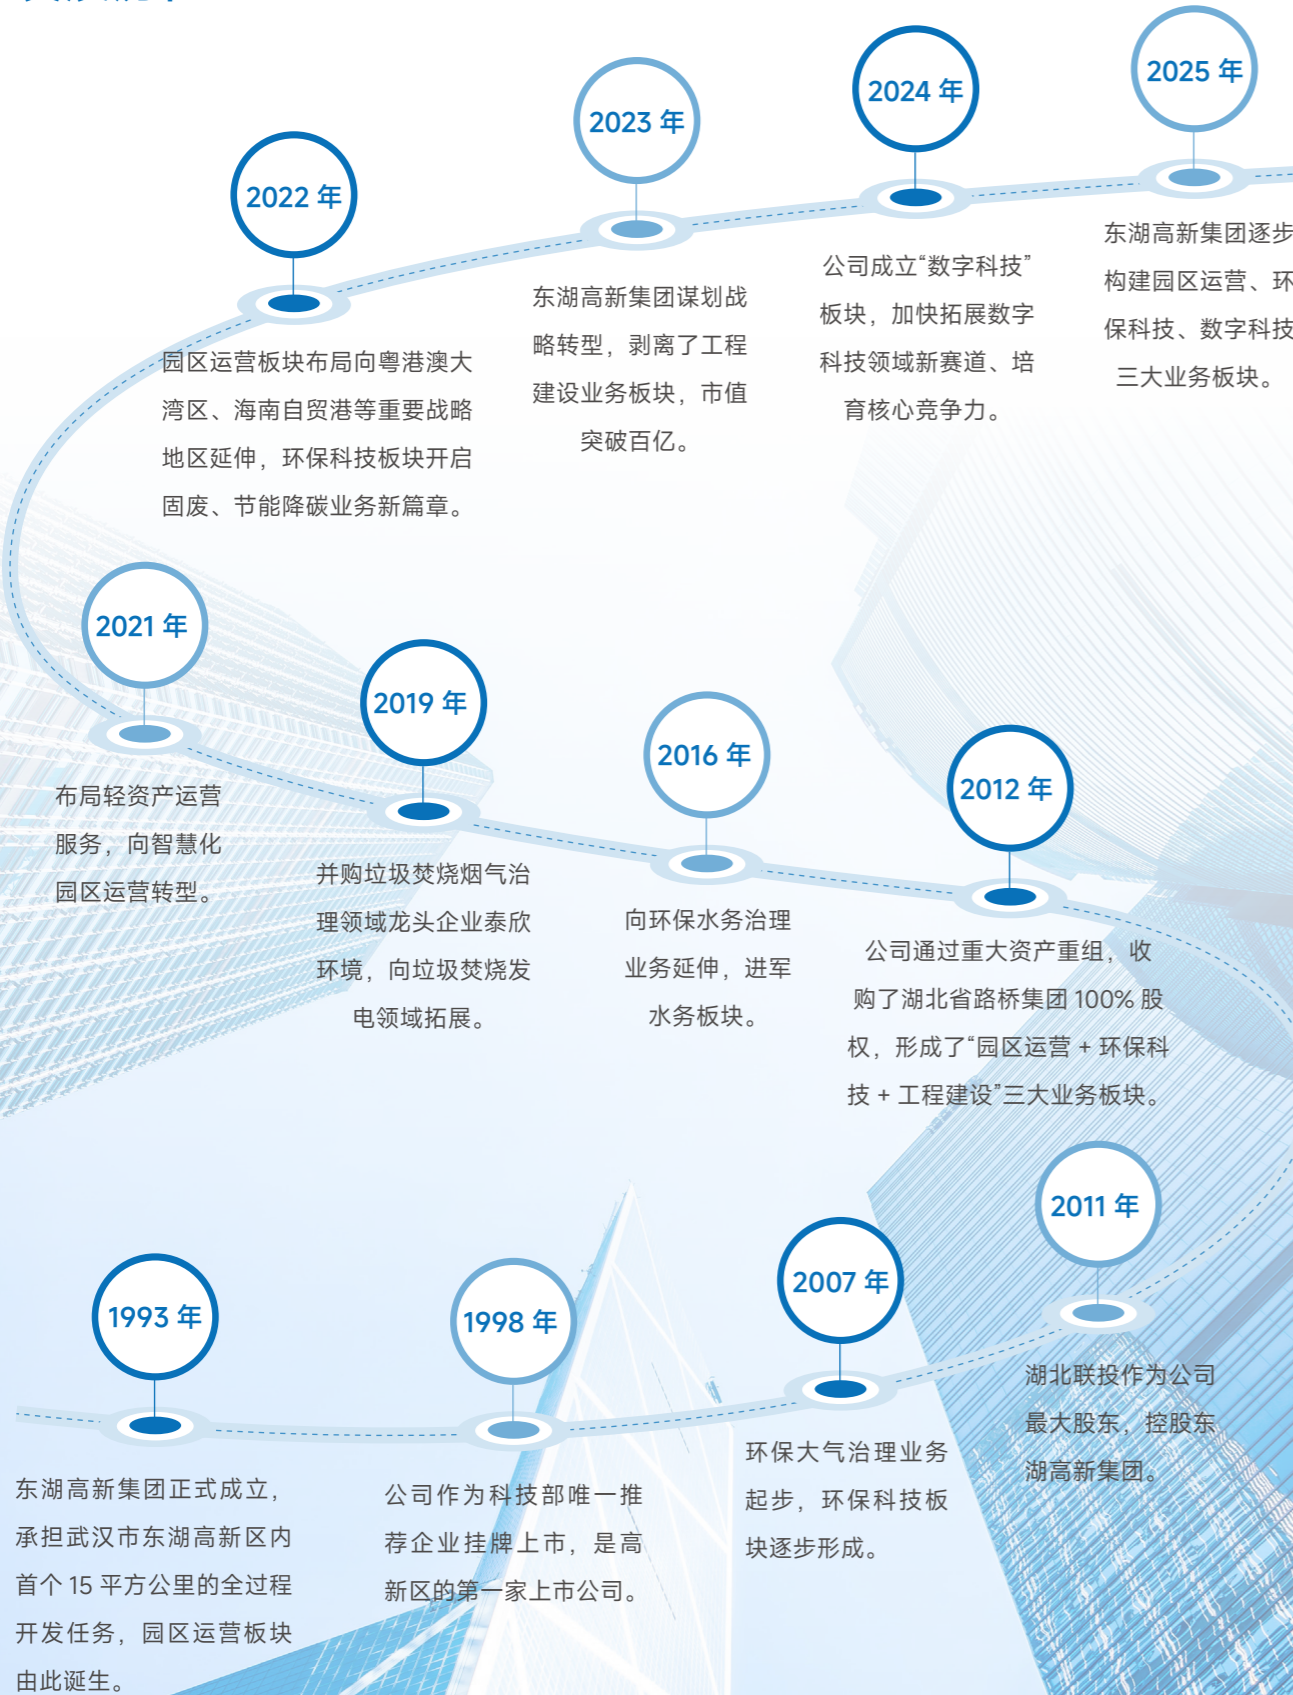 2025 年
东湖高新集团逐步
构建园区运营、环
保科技、数字科技
三大业务板块。
2024 年
公司成立“数字科技”
板块，加快拓展数字
科技领域新赛道、培
育核心竞争力。
2023 年
东湖高新集团谋划战
略转型，剥离了工程
建设业务板块，市值
突破百亿。
2022 年
园区运营板块布局向粤港澳大
湾区、海南自贸港等重要战略
地区延伸，环保科技板块开启
固废、节能降碳业务新篇章。
2021 年
布局轻资产运营
服务，向智慧化
园区运营转型。
2019 年
并购垃圾焚烧烟气治
理领域龙头企业泰欣
环境，向垃圾焚烧发
电领域拓展。
2016 年
向环保水务治理
业务延伸，进军
水务板块。
2012 年
公司通过重大资产重组，收
购了湖北省路桥集团 100% 股
权，形成了“园区运营 + 环保科
技 + 工程建设”三大业务板块。
2011 年
湖北联投作为公司
最大股东，控股东
湖高新集团。
2007 年
环保大气治理业务
起步，环保科技板
块逐步形成。
1998 年
公司作为科技部唯一推
荐企业挂牌上市，是高
新区的第一家上市公司。
1993 年
东湖高新集团正式成立，
承担武汉市东湖高新区内
首个 15 平方公里的全过程
开发任务，园区运营板块
由此诞生。